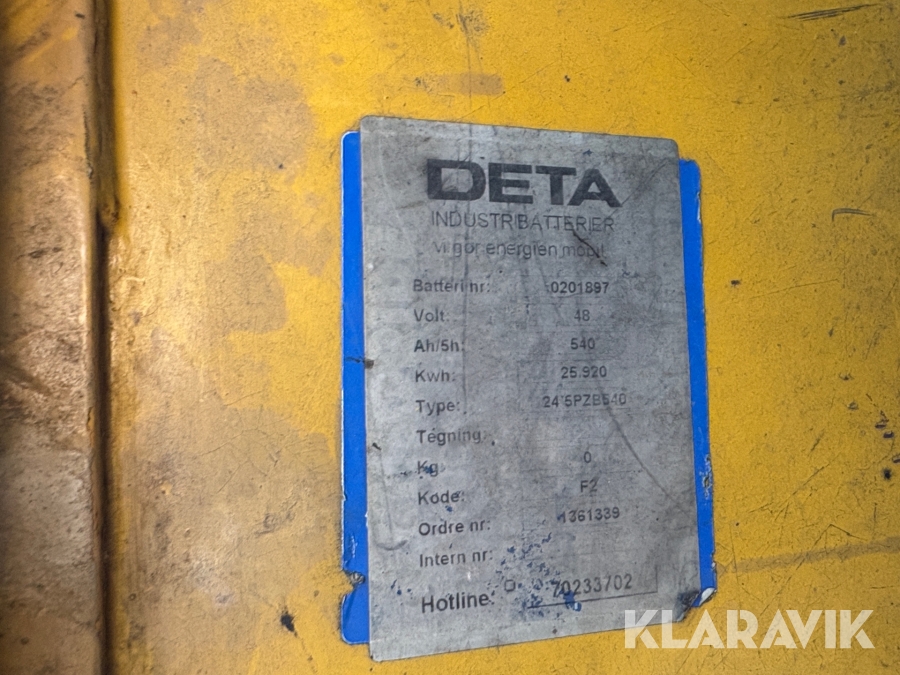 DETA
INDUSTRIBATTERIER
vi gør energien mobil
Batteri nr: 0201897
Volt: 48
Ah/5h: 540
Kwh: 25.920
Type: 24*5PZB540
Tegning:
Kg: 0
Kode: F2
Ordre nr: 1361339
Intern nr:
Hotline: 70233702
KLARAVIK